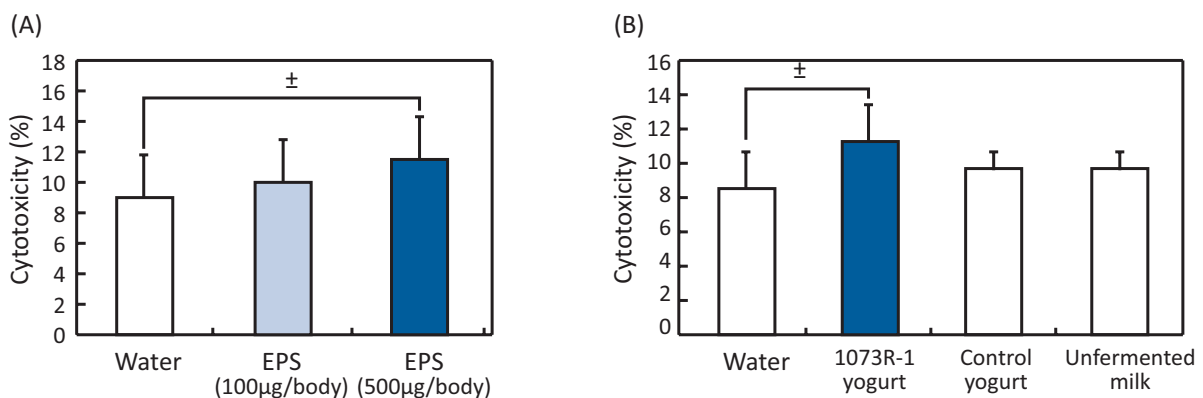 (A)
Cytotoxicity (%)
18
16
14
12
10
8
6
4
2
0
±
Water
EPS
(100µg/body)
EPS
(500µg/body)
(B)
Cytotoxicity (%)
16
14
12
10
8
6
4
2
0
±
Water
1073R-1
yogurt
Control
yogurt
Unfermented
milk